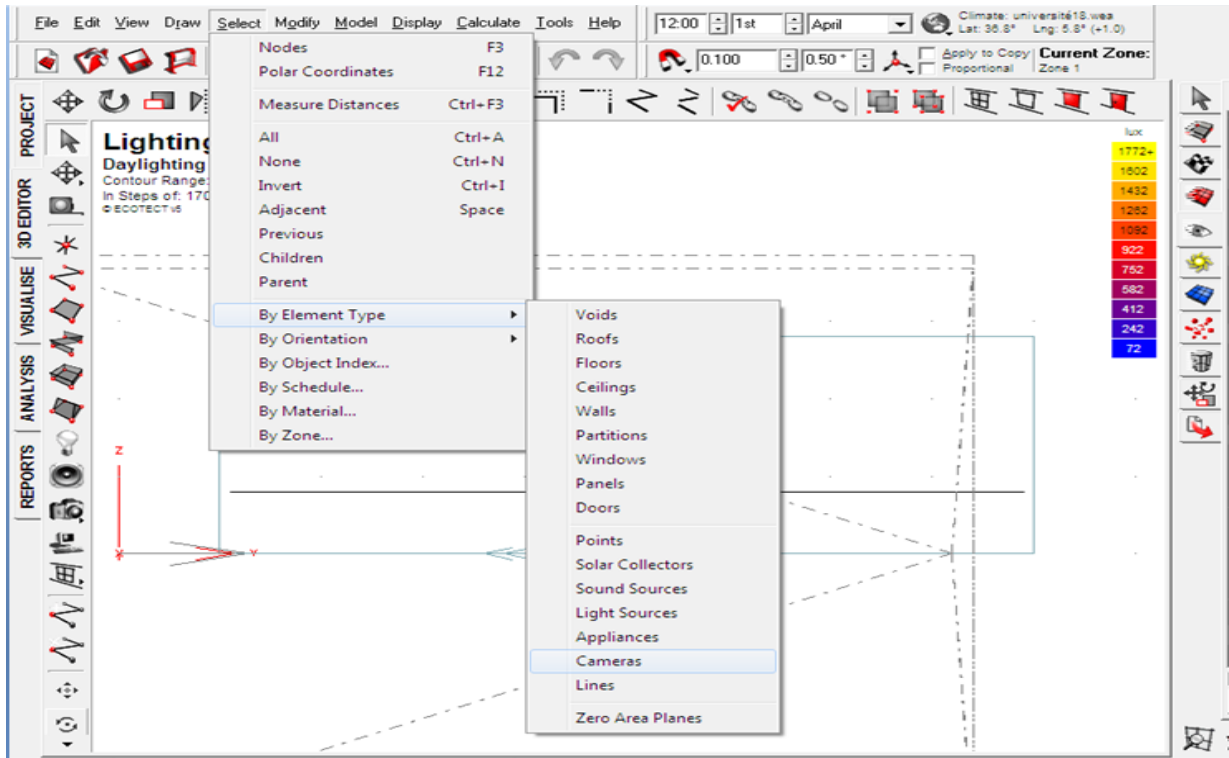 File Edit View Draw Select Modify Model Display Calculate Tools Help
12:00 1st April
Climate: université18.wea
Lat: 36.8° Lng: 5.8° (+1.0)
0.100 0.50°
Apply to Copy
Proportional
Current Zone:
Zone 1
PROJECT
3D EDITOR
VISUALISE
ANALYSIS
REPORTS
Lighting
Daylighting
Contour Range:
In Steps of: 170
© ECOTECT v5
Nodes F3
Polar Coordinates F12
Measure Distances Ctrl+F3
All Ctrl+A
None Ctrl+N
Invert Ctrl+I
Adjacent Space
Previous
Children
Parent
By Element Type
By Orientation
By Object Index...
By Schedule...
By Material...
By Zone...
Voids
Roofs
Floors
Ceilings
Walls
Partitions
Windows
Panels
Doors
Points
Solar Collectors
Sound Sources
Light Sources
Appliances
Cameras
Lines
Zero Area Planes
lux
1772+
1602
1432
1262
1092
922
752
582
412
242
72
Z
X
Y